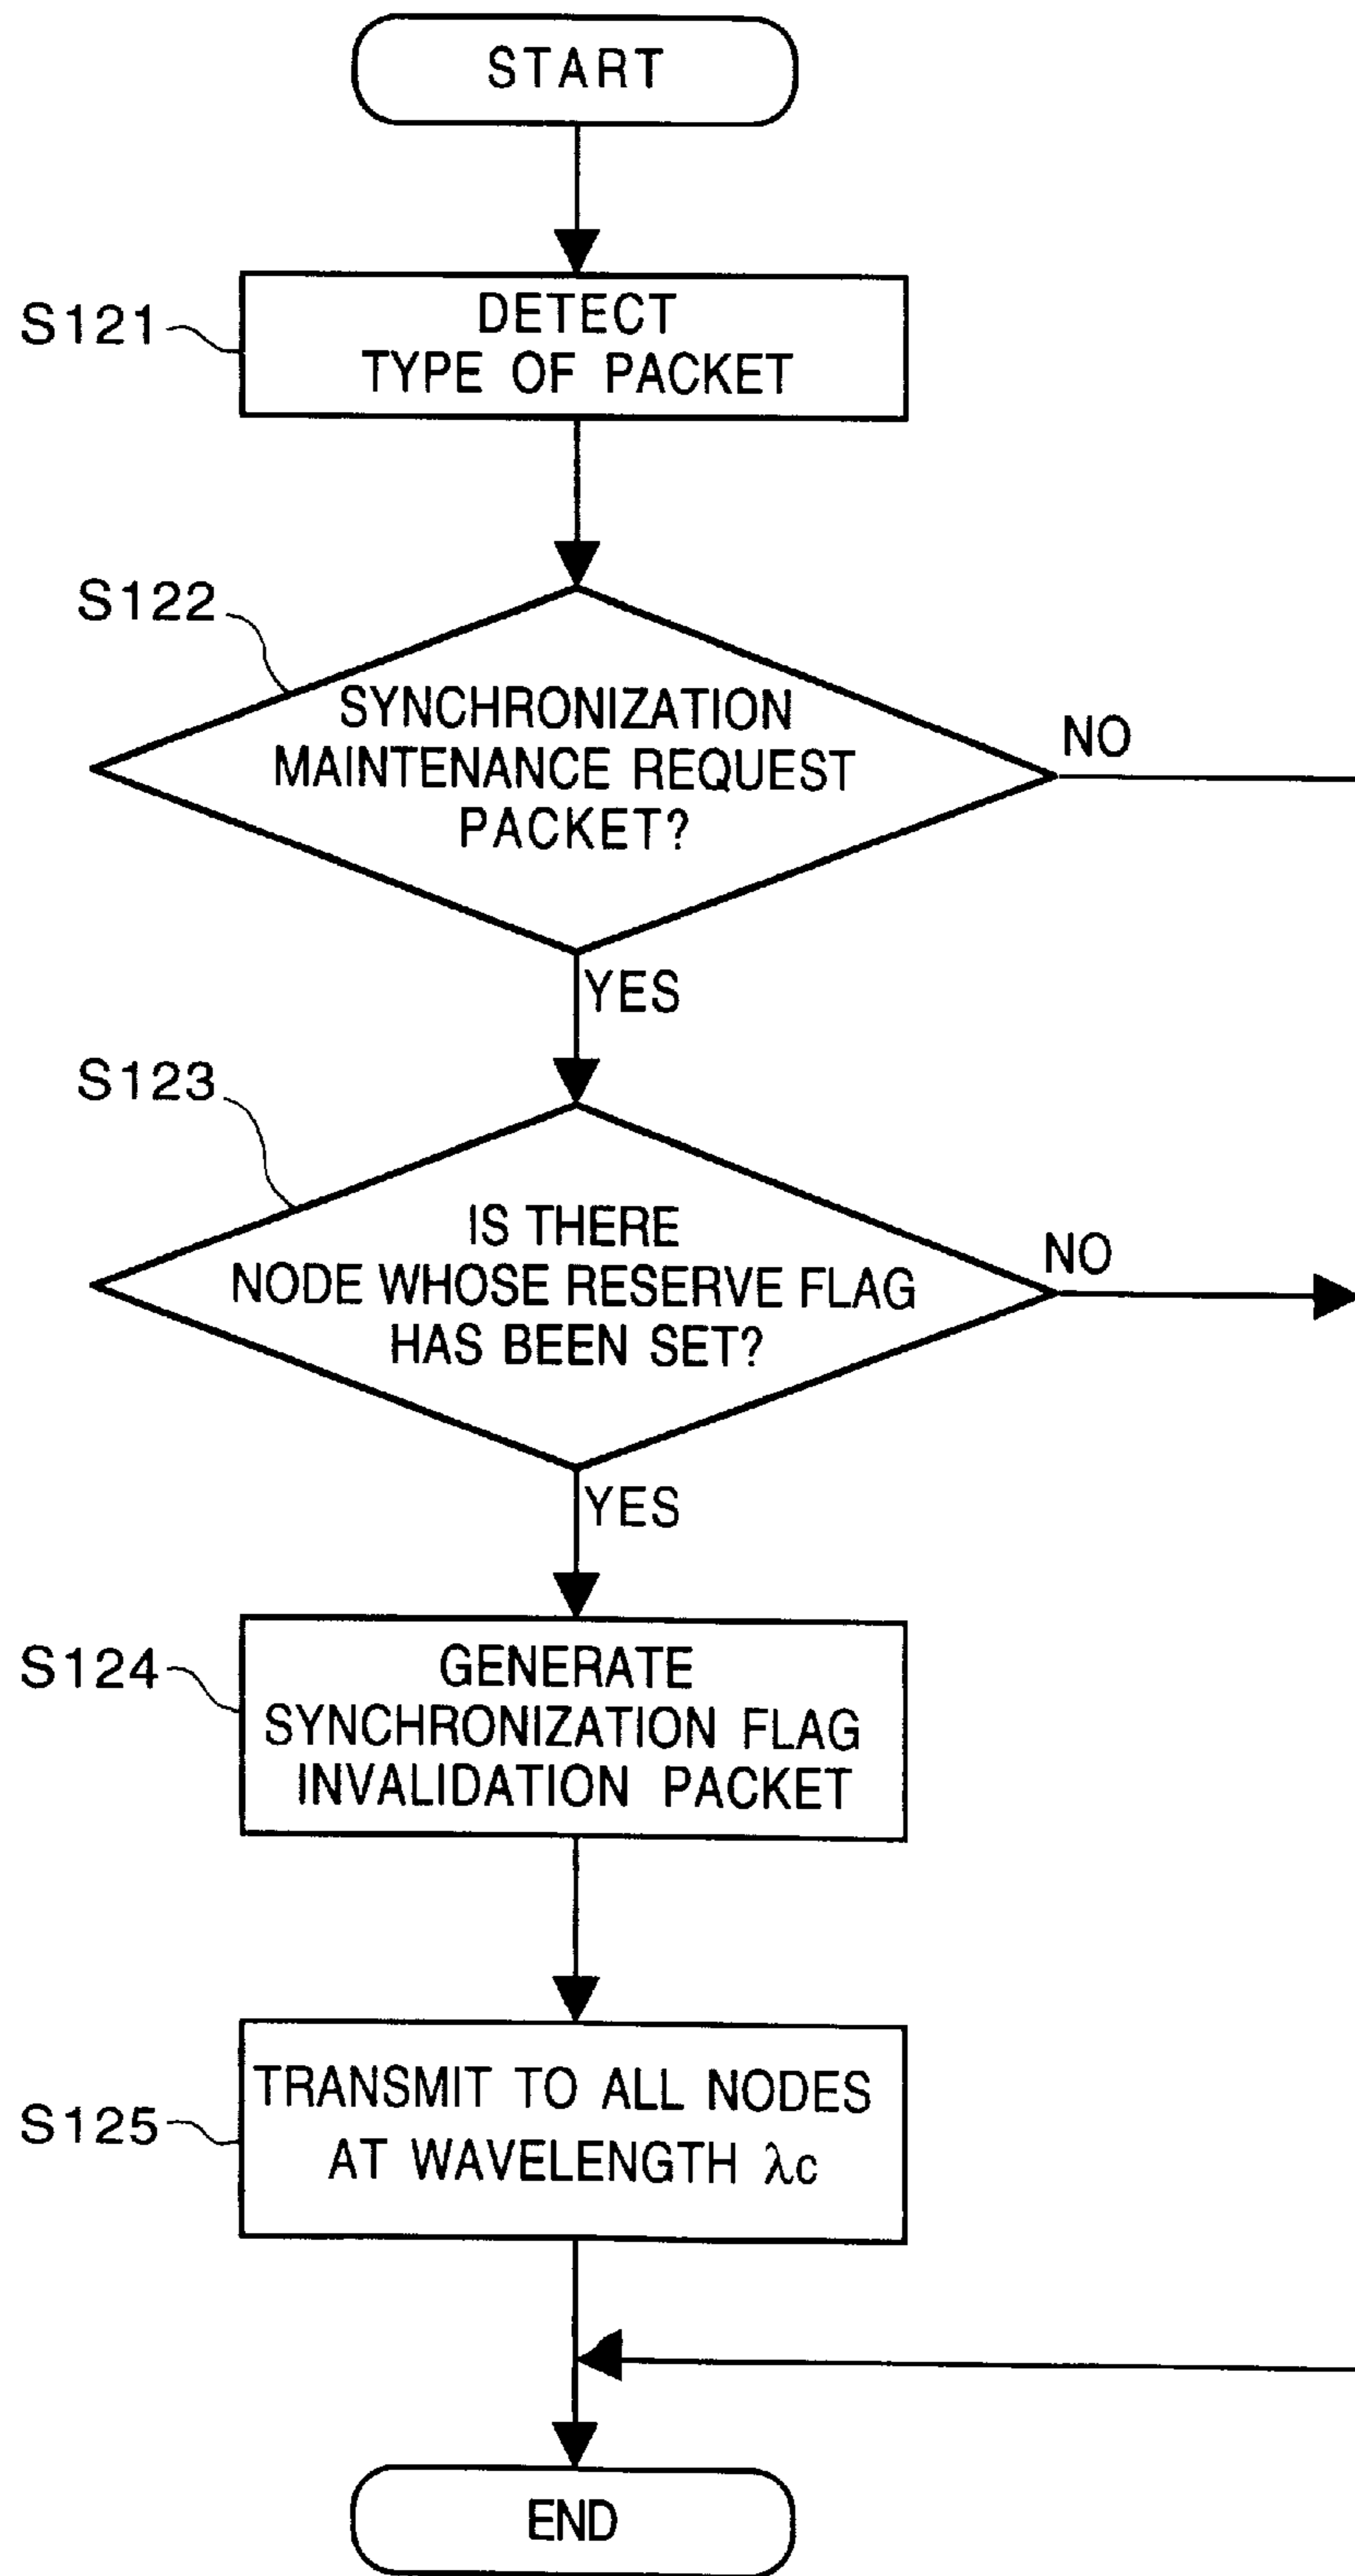 START
S121
DETECT
TYPE OF PACKET
S122
SYNCHRONIZATION
MAINTENANCE REQUEST
PACKET?
NO
YES
S123
IS THERE
NODE WHOSE RESERVE FLAG
HAS BEEN SET?
NO
YES
S124
GENERATE
SYNCHRONIZATION FLAG
INVALIDATION PACKET
S125
TRANSMIT TO ALL NODES
AT WAVELENGTH λc
END